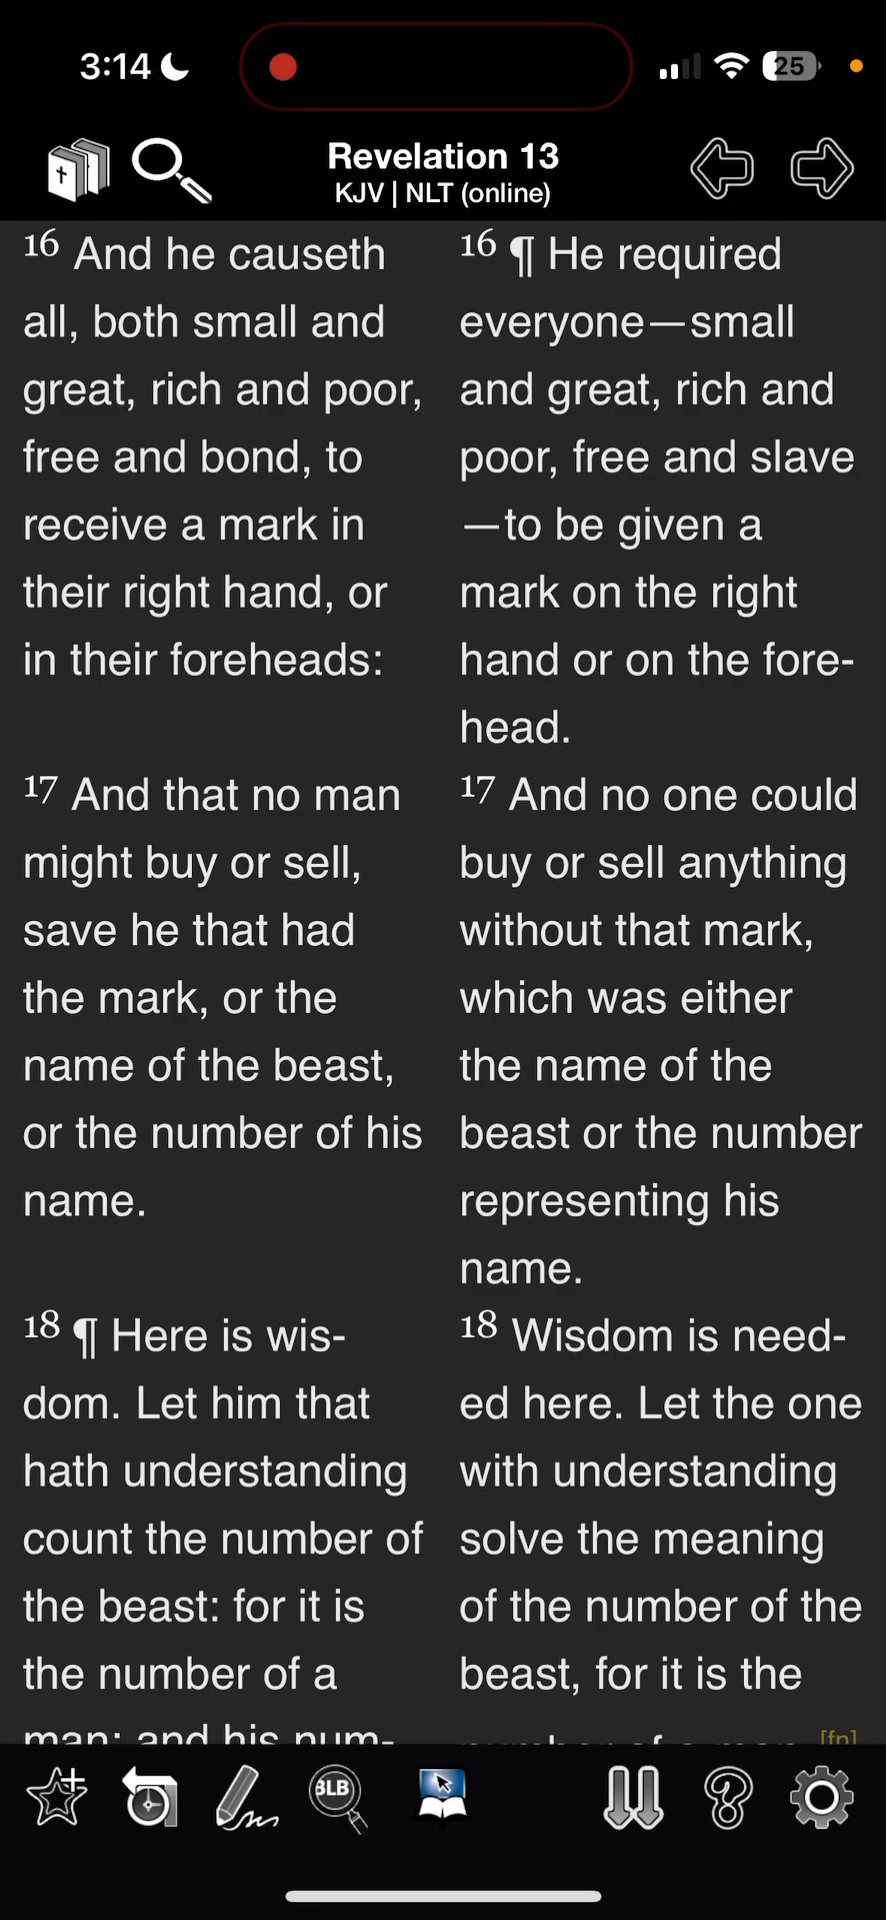 3:14
25
Revelation 13
KJV | NLT (online)
16 And he causeth
all, both small and
great, rich and poor,
free and bond, to
receive a mark in
their right hand, or
in their foreheads:
17 And that no man
might buy or sell,
save he that had
the mark, or the
name of the beast,
or the number of his
name.
18 ¶ Here is wis-
dom. Let him that
hath understanding
count the number of
the beast: for it is
the number of a
man; and his num-
16 ¶ He required
everyone—small
and great, rich and
poor, free and slave
—to be given a
mark on the right
hand or on the fore-
head.
17 And no one could
buy or sell anything
without that mark,
which was either
the name of the
beast or the number
representing his
name.
18 Wisdom is need-
ed here. Let the one
with understanding
solve the meaning
of the number of the
beast, for it is the
number of a man. [fn]
BLB